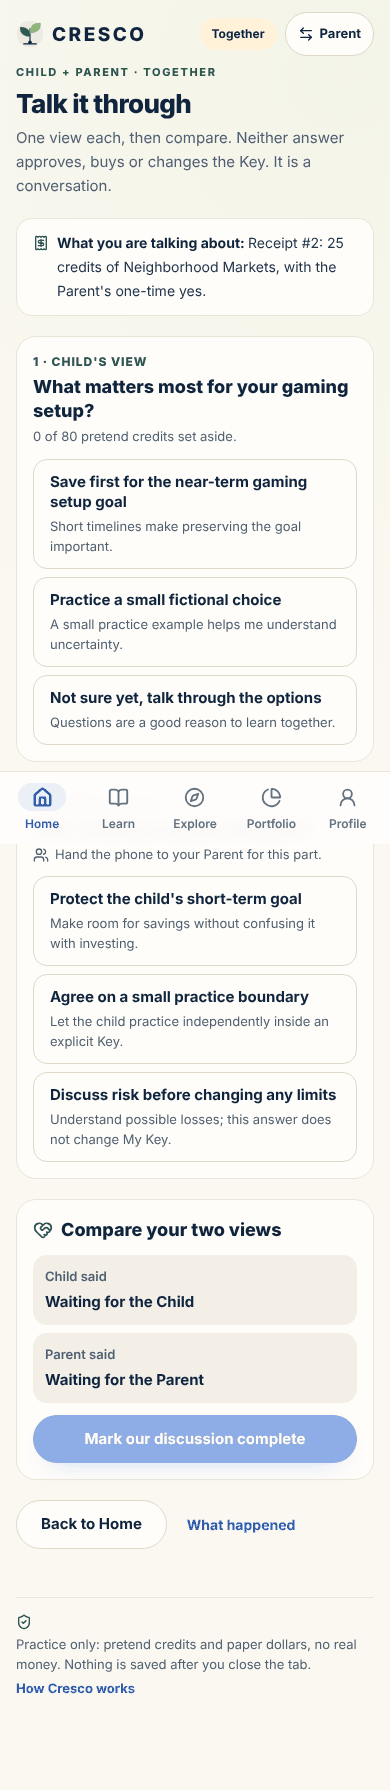 CRESCO
Together
Parent
CHILD + PARENT · TOGETHER
Talk it through
One view each, then compare. Neither answer
approves, buys or changes the Key. It is a
conversation.
What you are talking about: Receipt #2: 25
credits of Neighborhood Markets, with the
Parent's one-time yes.
1 · CHILD'S VIEW
What matters most for your gaming
setup?
0 of 80 pretend credits set aside.
Save first for the near-term gaming
setup goal
Short timelines make preserving the goal
important.
Practice a small fictional choice
A small practice example helps me understand
uncertainty.
Not sure yet, talk through the options
Questions are a good reason to learn together.
Home
Learn
Explore
Portfolio
Profile
Hand the phone to your Parent for this part.
Protect the child's short-term goal
Make room for savings without confusing it
with investing.
Agree on a small practice boundary
Let the child practice independently inside an
explicit Key.
Discuss risk before changing any limits
Understand possible losses; this answer does
not change My Key.
Compare your two views
Child said
Waiting for the Child
Parent said
Waiting for the Parent
Mark our discussion complete
Back to Home
What happened
Practice only: pretend credits and paper dollars, no real
money. Nothing is saved after you close the tab.
How Cresco works